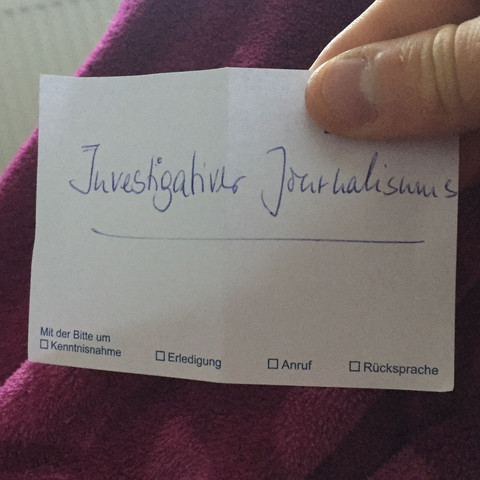 Investigativer Journalismus
Mit der Bitte um
☐ Kenntnisnahme ☐ Erledigung ☐ Anruf ☐ Rücksprache